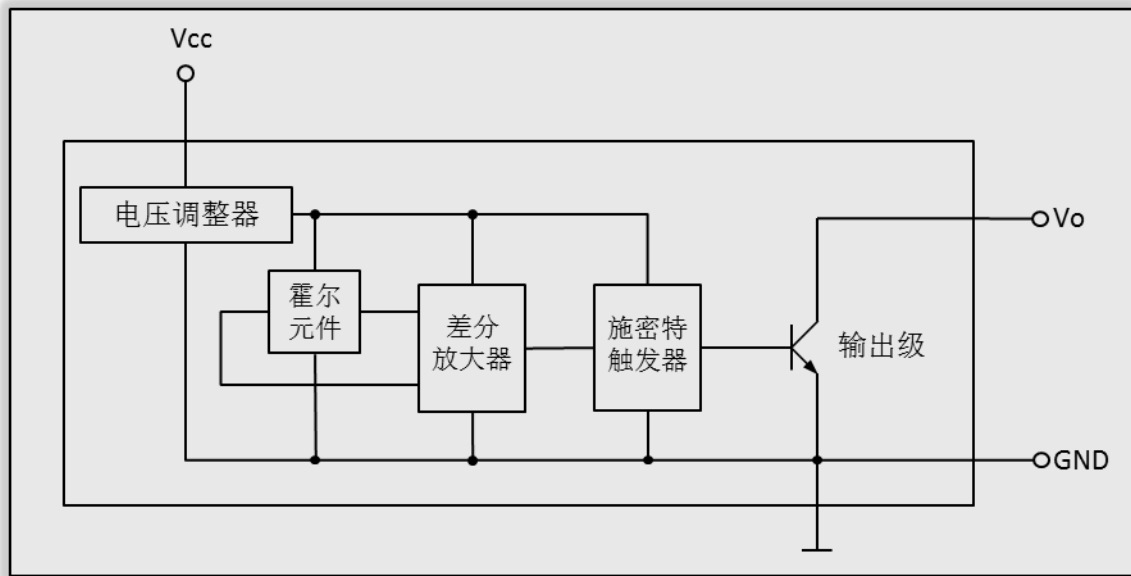 Vcc
电压调整器
Vo
霍尔
元件
差分
放大器
施密特
触发器
输出级
GND